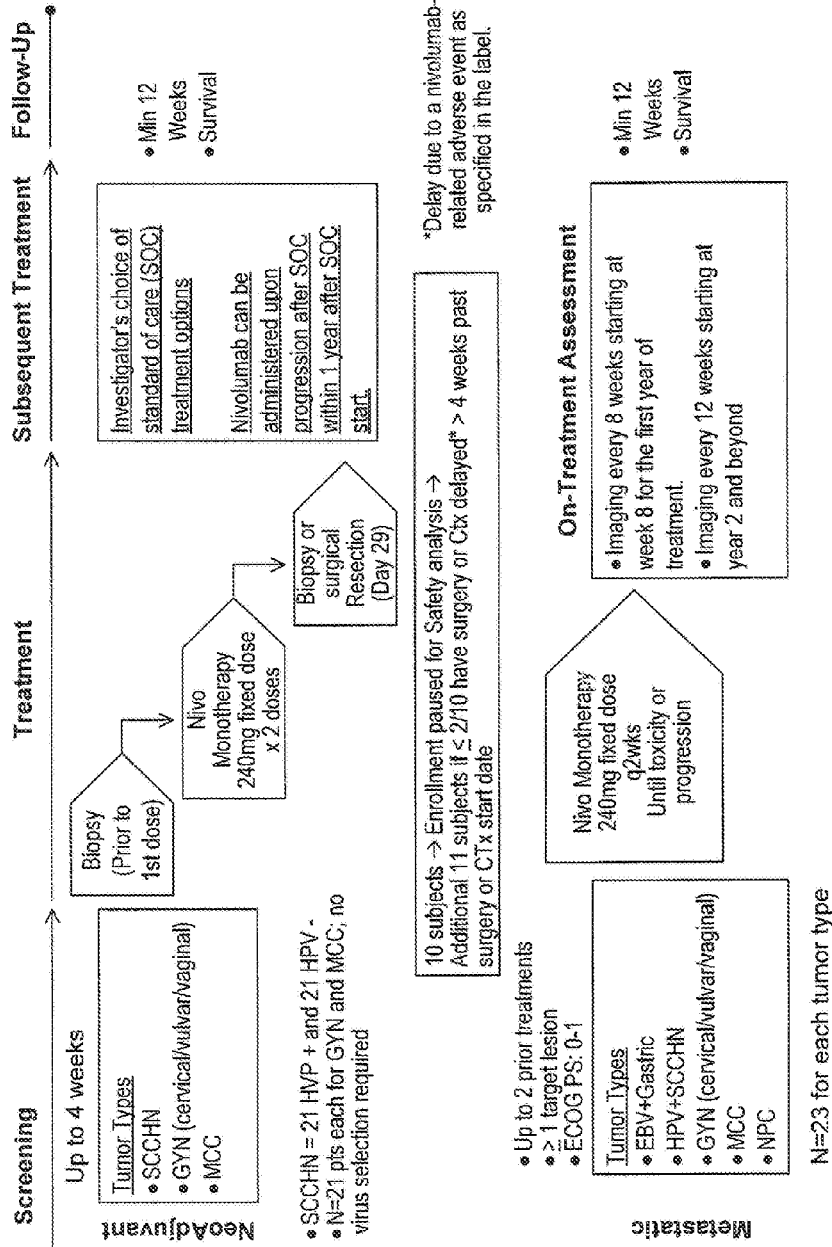 Screening
Treatment
Subsequent Treatment
Follow-Up
NeoAdjuvant
Up to 4 weeks
Tumor Types
• SCCHN
• GYN (cervical/vulvar/vaginal)
• MCC
• SCCHN = 21 HVP + and 21 HPV -
• N=21 pts each for GYN and MCC; no
virus selection required
Biopsy
(Prior to
1st dose)
Nivo
Monotherapy
240mg fixed dose
x 2 doses
Biopsy or
surgical
Resection
(Day 29)
Investigator's choice of
standard of care (SOC)
treatment options
Nivolumab can be
administered upon
progression after SOC
within 1 year after SOC
start.
• Min 12
Weeks
• Survival
10 subjects → Enrollment paused for Safety analysis →
Additional 11 subjects if ≤ 2/10 have surgery or Ctx delayed* > 4 weeks past
surgery or CTx start date
*Delay due to a nivolumab-
related adverse event as
specified in the label.
Metastatic
• Up to 2 prior treatments
• ≥ 1 target lesion
• ECOG PS: 0-1
Tumor Types
• EBV+Gastric
• HPV+SCCHN
• GYN (cervical/vulvar/vaginal)
• MCC
• NPC
N=23 for each tumor type
Nivo Monotherapy
240mg fixed dose
q2wks
Until toxicity or
progression
On-Treatment Assessment
• Imaging every 8 weeks starting at
week 8 for the first year of
treatment.
• Imaging every 12 weeks starting at
year 2 and beyond
• Min 12
Weeks
• Survival